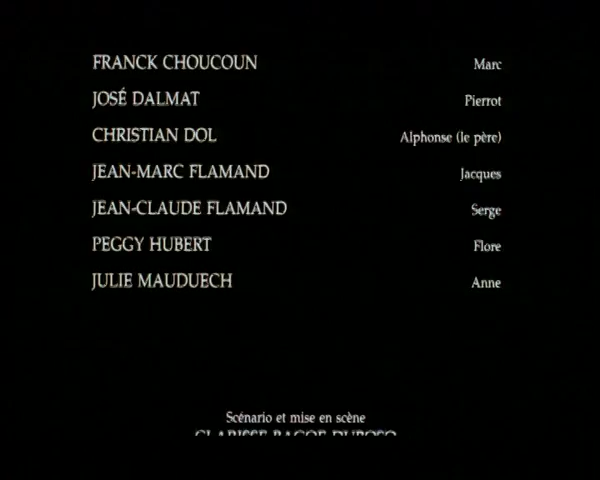 FRANCK CHOUCOUN Marc
JOSÉ DALMAT Pierrot
CHRISTIAN DOL Alphonse (le père)
JEAN-MARC FLAMAND Jacques
JEAN-CLAUDE FLAMAND Serge
PEGGY HUBERT Flore
JULIE MAUDUECH Anne
Scénario et mise en scène
CLARISSE